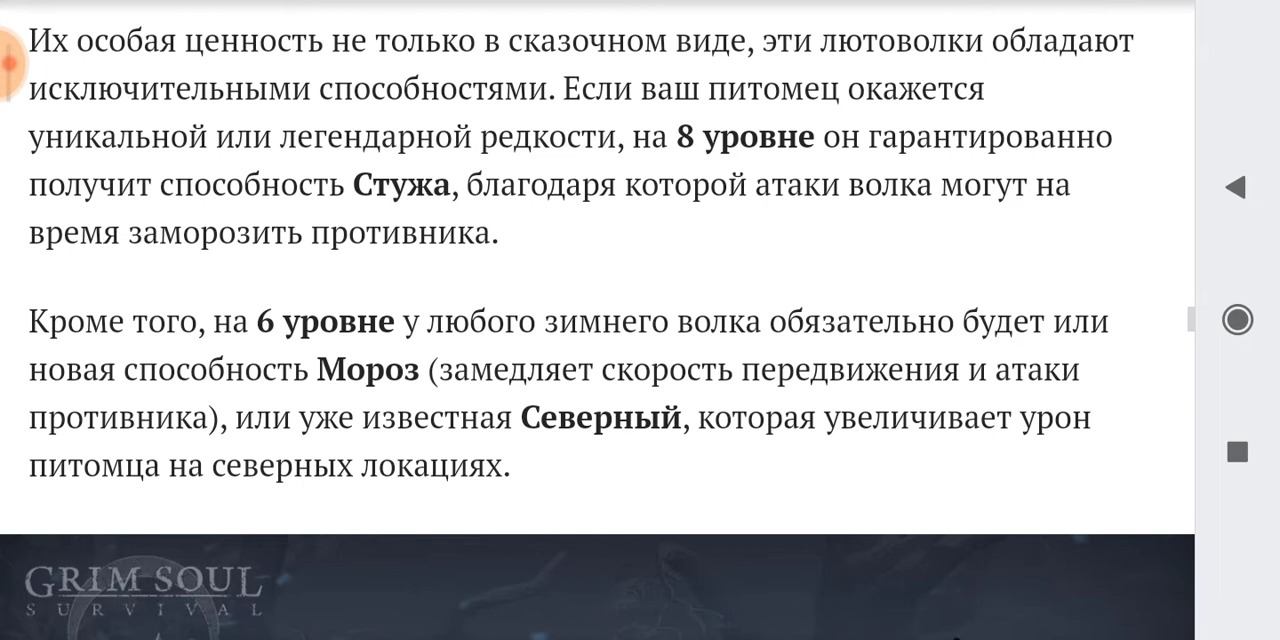 Их особая ценность не только в сказочном виде, эти лютоволки обладают
исключительными способностями. Если ваш питомец окажется
уникальной или легендарной редкости, на 8 уровне он гарантированно
получит способность Стужа, благодаря которой атаки волка могут на
время заморозить противника.
Кроме того, на 6 уровне у любого зимнего волка обязательно будет или
новая способность Мороз (замедляет скорость передвижения и атаки
противника), или уже известная Северный, которая увеличивает урон
питомца на северных локациях.
GRIM SOUL
SURVIVAL